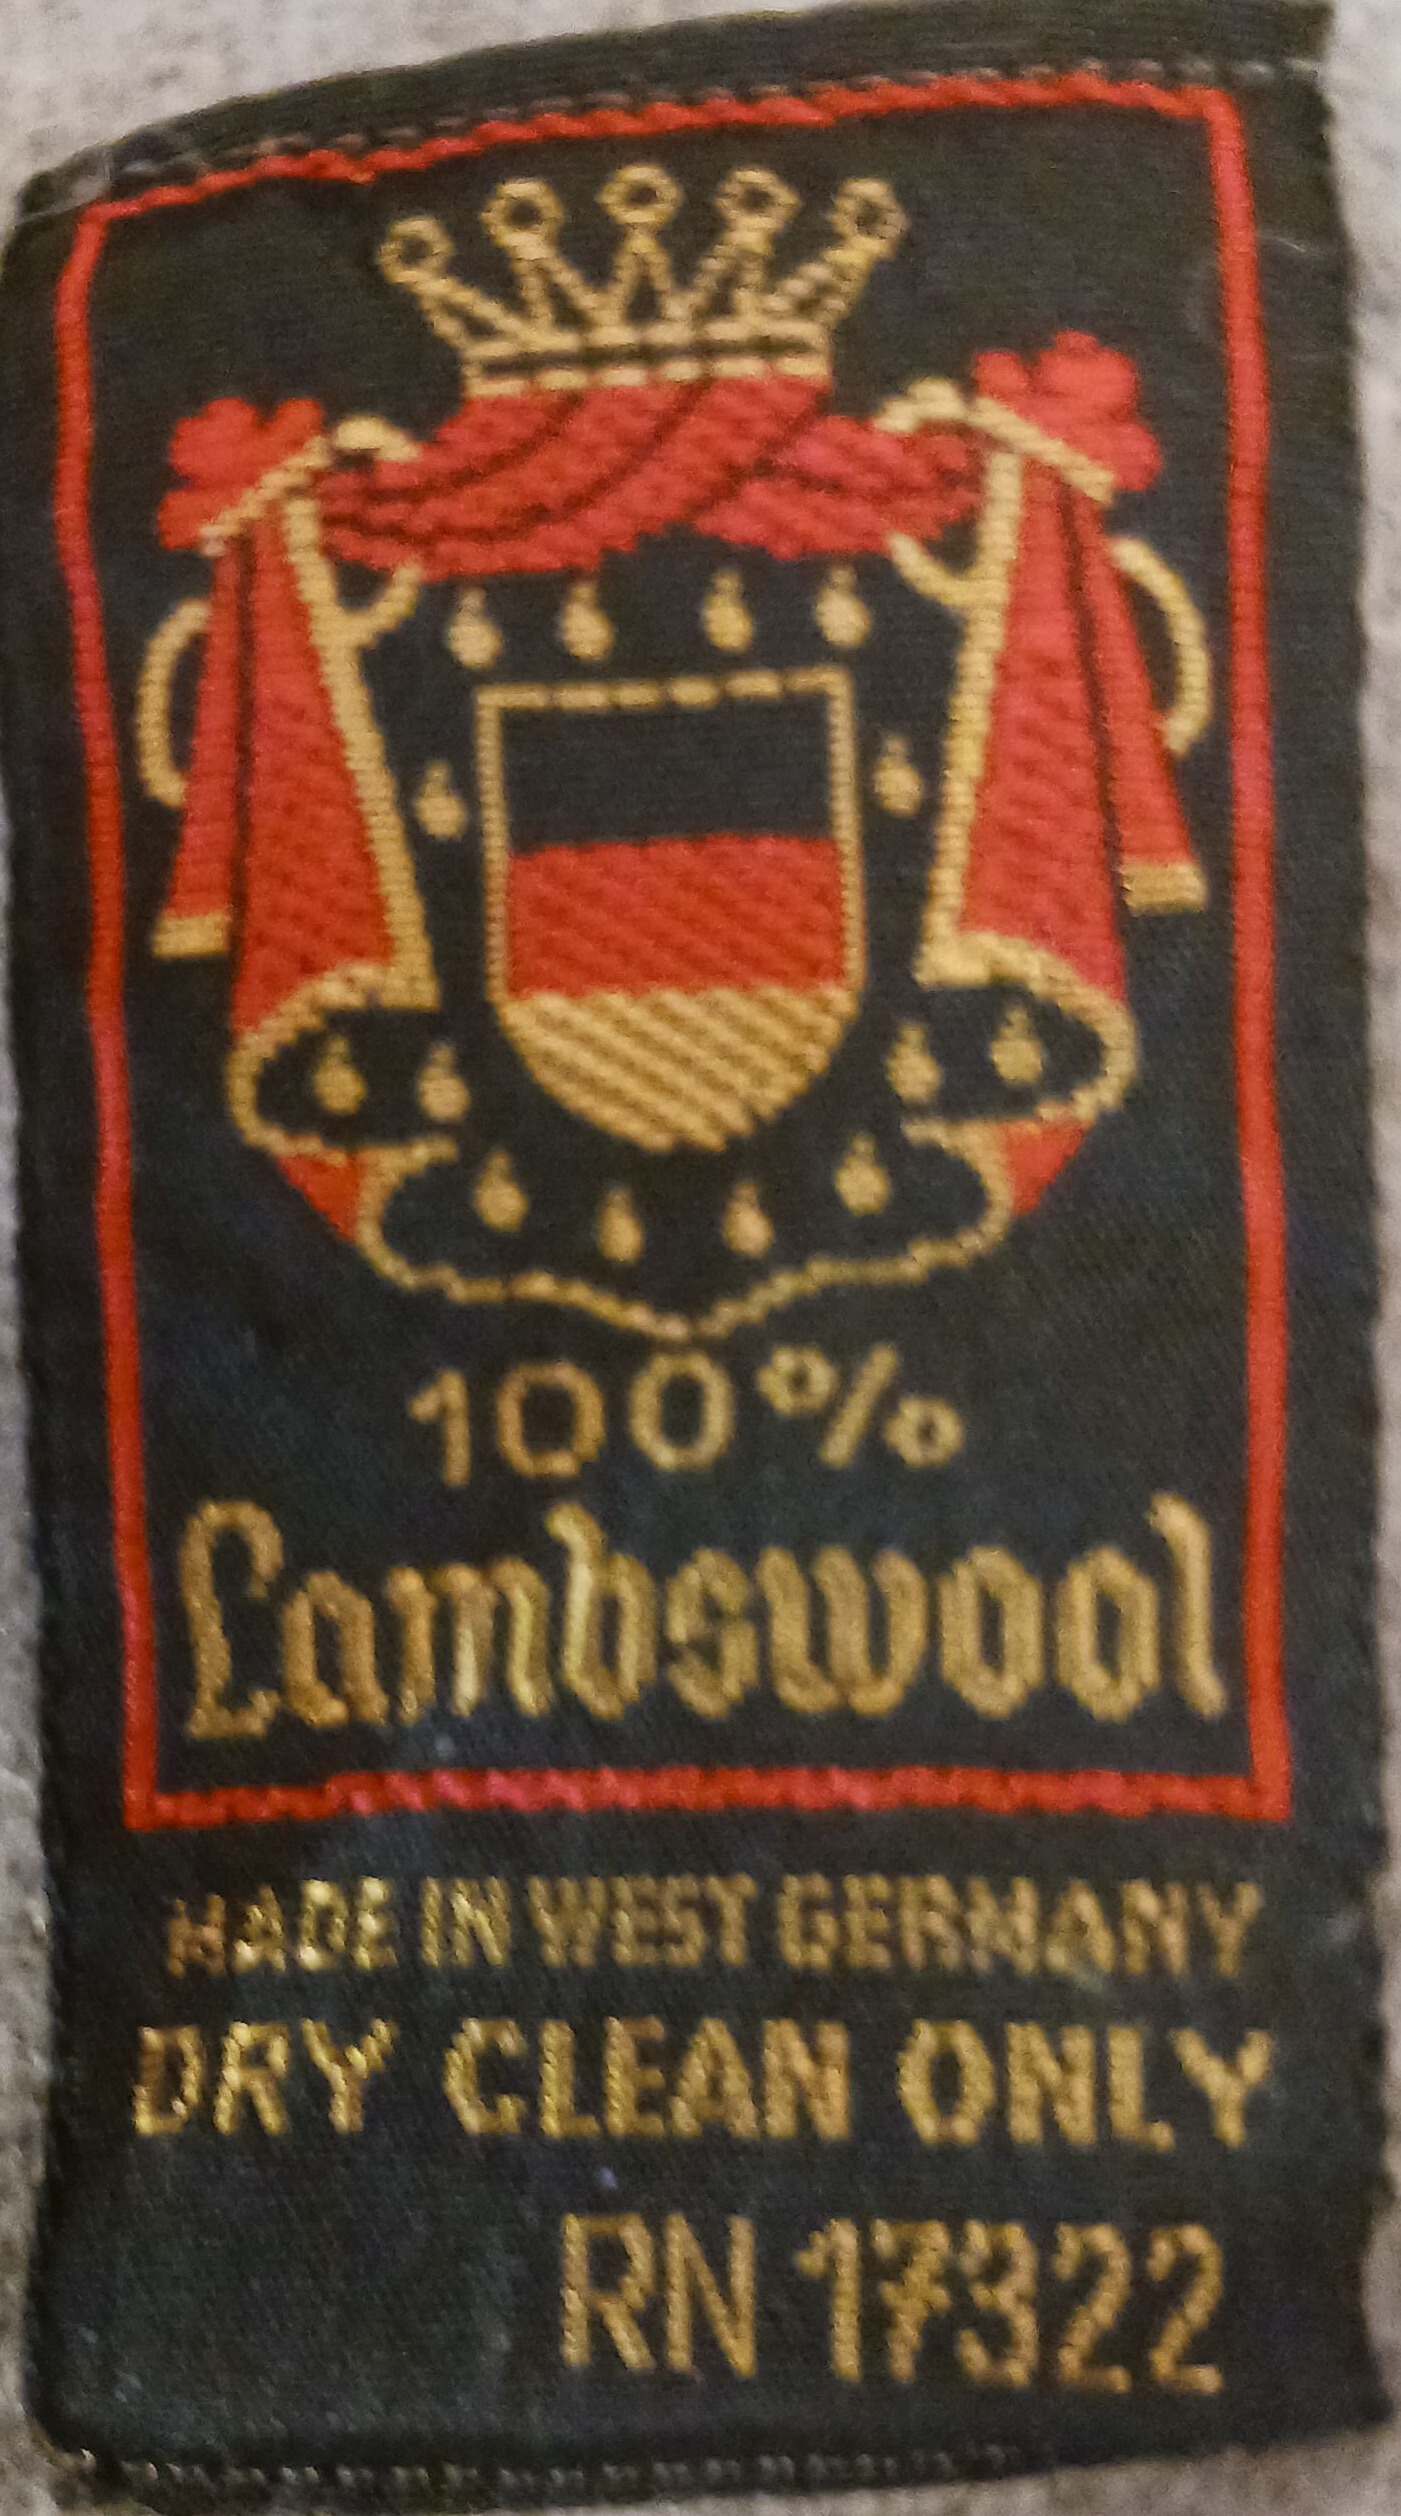 100%
Lambswool
MADE IN WEST GERMANY
DRY CLEAN ONLY
RN 17322